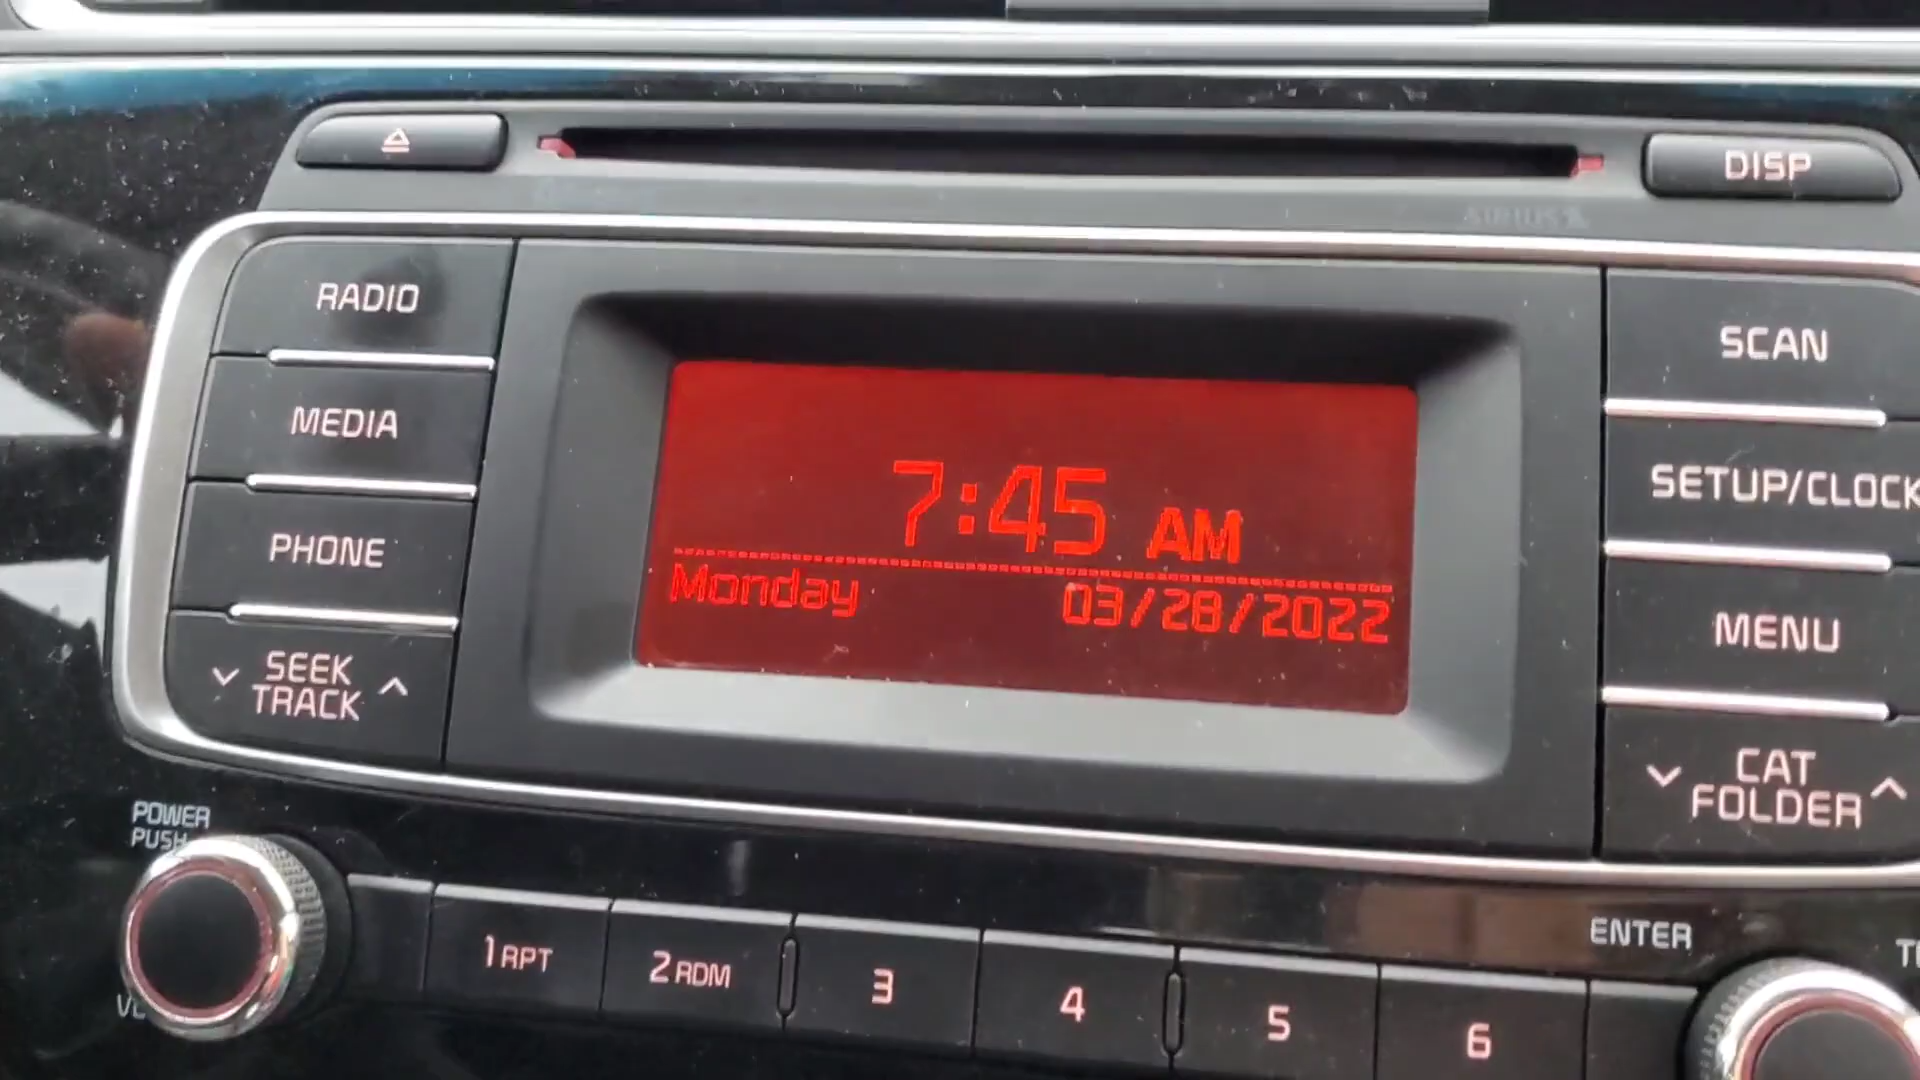 DISP
SIRIUS
RADIO
MEDIA
PHONE
SEEK
TRACK
7:45 AM
Monday 03/28/2022
SCAN
SETUP/CLOCK
MENU
CAT
FOLDER
POWER
PUSH
1 RPT
2 RDM
3
4
5
6
ENTER